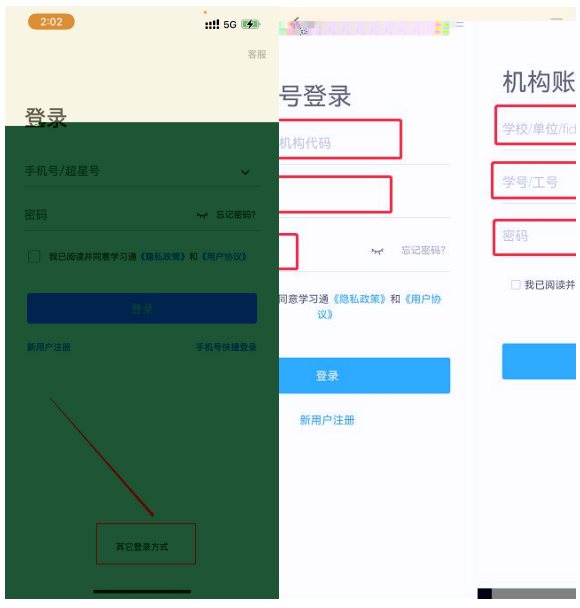 2:02
5G
客服
登录
手机号/超星号
密码
忘记密码?
我已阅读并同意学习通《隐私政策》和《用户协议》
登录
新用户注册
手机号快捷登录
其它登录方式
号登录
机构代码
忘记密码?
同意学习通《隐私政策》和《用户协
议》
登录
新用户注册
机构账
学校/单位/fid
学号/工号
密码
我已阅读并